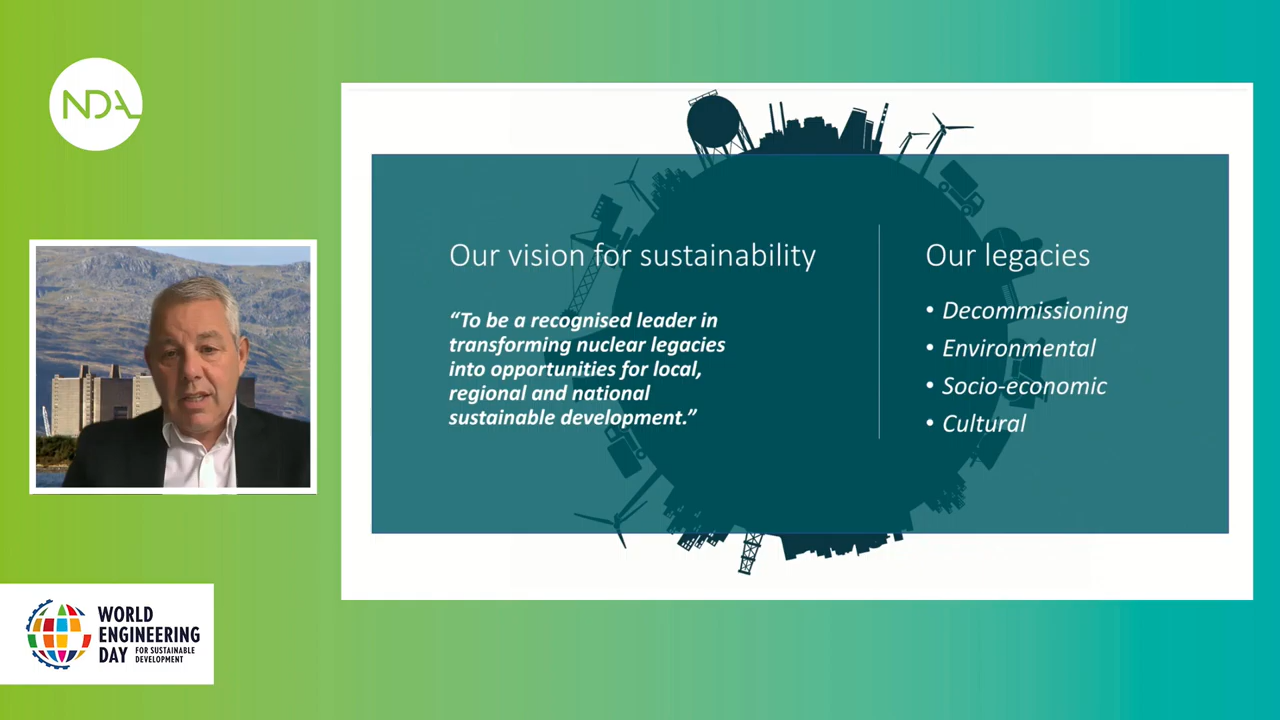 NDA
Our vision for sustainability
“To be a recognised leader in
transforming nuclear legacies
into opportunities for local,
regional and national
sustainable development.”
Our legacies
• Decommissioning
• Environmental
• Socio-economic
• Cultural
WORLD
ENGINEERING
DAY FOR SUSTAINABLE
DEVELOPMENT